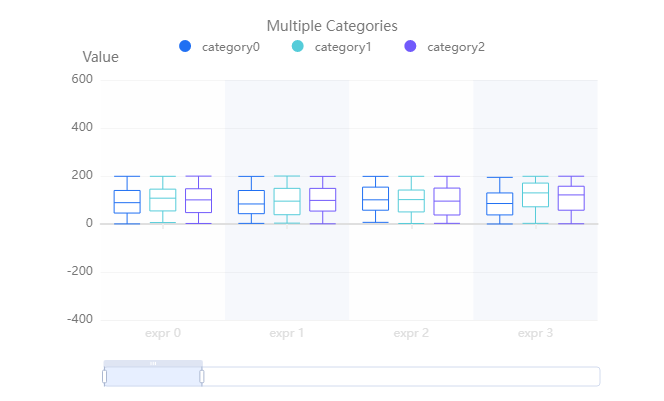 Multiple Categories
category0 category1 category2
Value
600
400
200
0
-200
-400
expr 0 expr 1 expr 2 expr 3